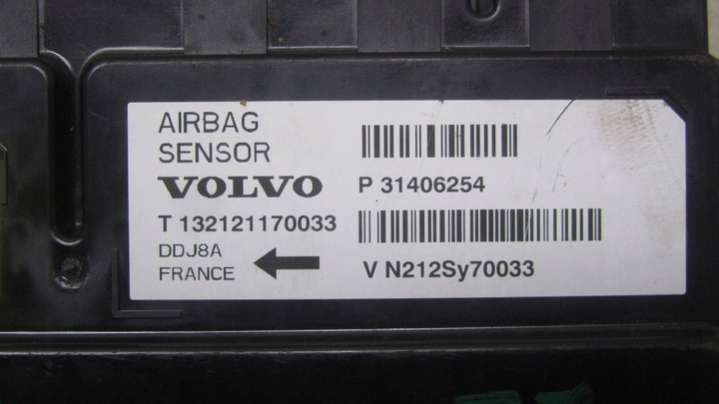 AIRBAG
SENSOR
VOLVO
P 31406254
T 132121170033
DDJ8A
FRANCE
V N212Sy70033